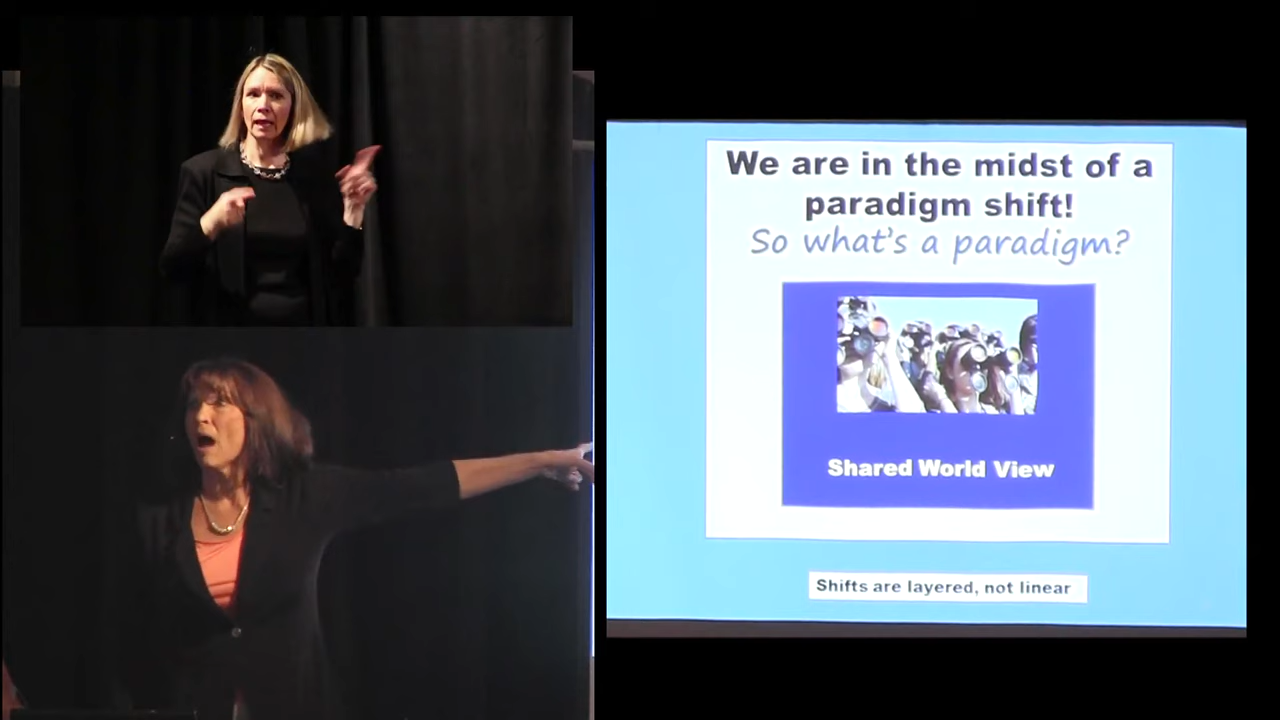 We are in the midst of a
paradigm shift!
So what's a paradigm?
Shared World View
Shifts are layered, not linear